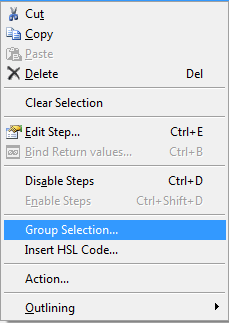 Cut
Copy
Paste
Delete Del
Clear Selection
Edit Step... Ctrl+E
Bind Return values... Ctrl+B
Disable Steps Ctrl+D
Enable Steps Ctrl+Shift+D
Group Selection...
Insert HSL Code...
Action...
Outlining